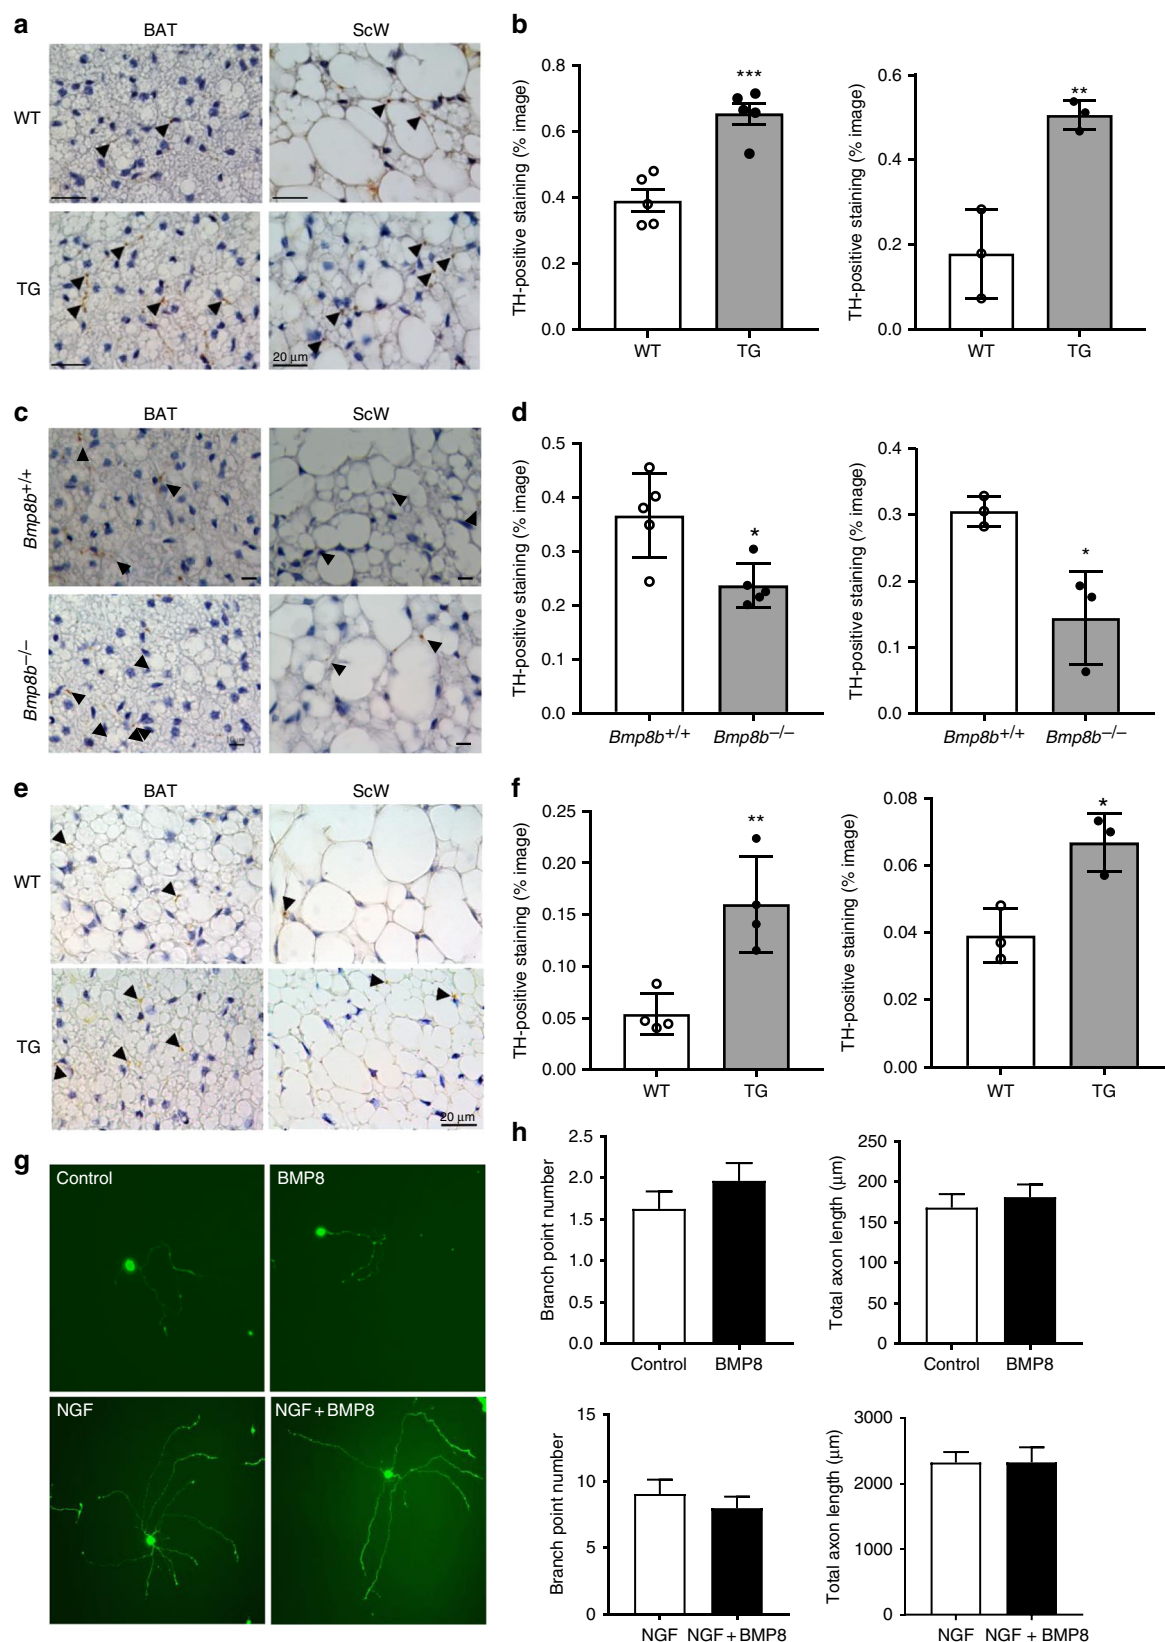 a
BAT
ScW
WT
TG
20 μm
b
TH-positive staining (% image)
0.8
0.6
0.4
0.2
0.0
***
WT
TG
TH-positive staining (% image)
0.6
0.4
0.2
0.0
**
WT
TG
c
BAT
ScW
Bmp8b+/+
Bmp8b−/−
d
TH-positive staining (% image)
0.5
0.4
0.3
0.2
0.1
0.0
*
Bmp8b+/+
Bmp8b−/−
TH-positive staining (% image)
0.4
0.3
0.2
0.1
0.0
*
Bmp8b+/+
Bmp8b−/−
e
BAT
ScW
WT
TG
20 μm
f
TH-positive staining (% image)
0.25
0.20
0.15
0.10
0.05
0.00
**
WT
TG
TH-positive staining (% image)
0.08
0.06
0.04
0.02
0.00
*
WT
TG
g
Control
BMP8
NGF
NGF + BMP8
h
Branch point number
2.5
2.0
1.5
1.0
0.5
0.0
Control
BMP8
Total axon length (μm)
250
200
150
100
50
0
Control
BMP8
Branch point number
15
10
5
0
NGF
NGF + BMP8
Total axon length (μm)
3000
2000
1000
0
NGF
NGF + BMP8